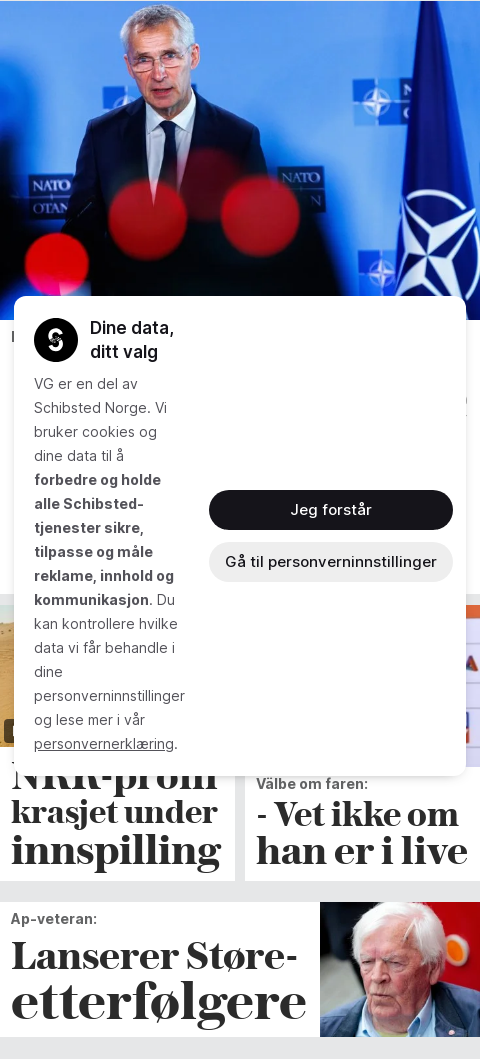 NATO
OTAN
NATO
OTAN
Dine data,
ditt valg
VG er en del av
Schibsted Norge. Vi
bruker cookies og
dine data til å
forbedre og holde
alle Schibsted-
tjenester sikre,
tilpasse og måle
reklame, innhold og
kommunikasjon. Du
kan kontrollere hvilke
data vi får behandle i
dine
personverninnstillinger
og lese mer i vår
personvernerklæring.
Jeg forstår
Gå til personverninnstillinger
krasjet under
innspilling
Välbe om faren:
- Vet ikke om
han er i live
Ap-veteran:
Lanserer Støre-
etterfølgere